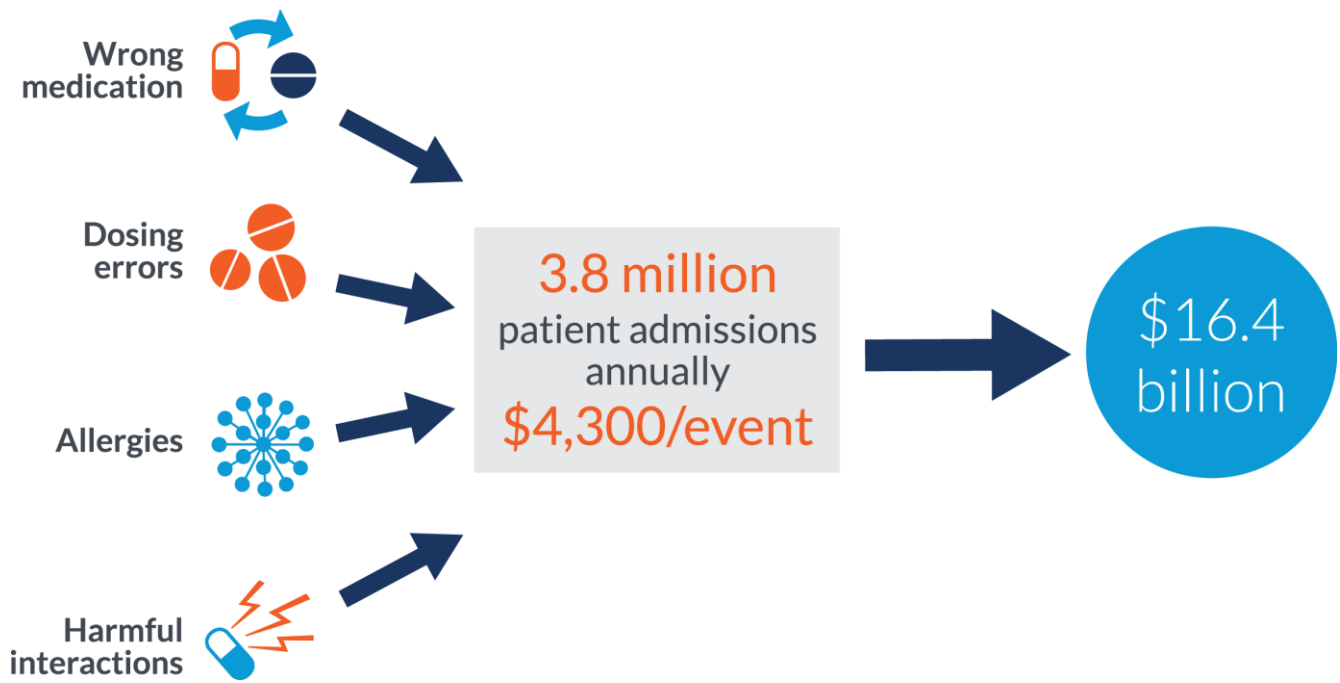 Wrong
medication
Dosing
errors
Allergies
Harmful
interactions
3.8 million
patient admissions
annually
$4,300/event
$16.4
billion